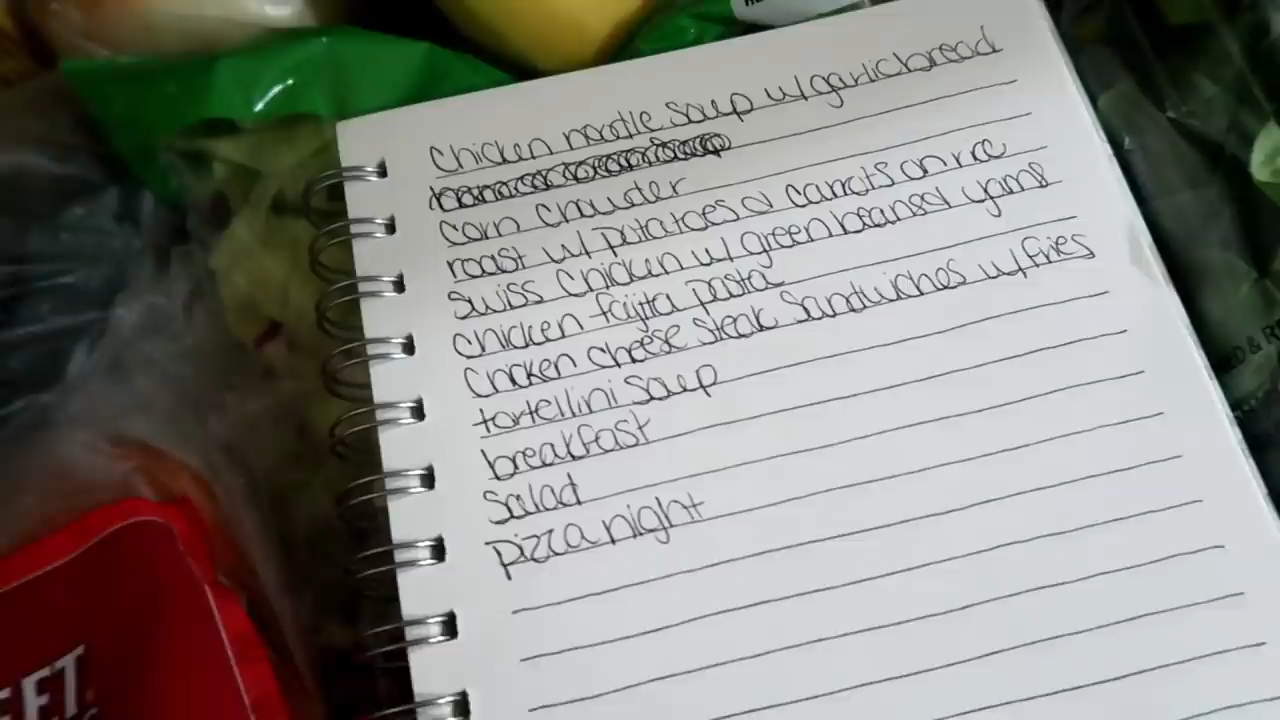 Chicken noodle soup w/ garlic bread
corn chowder
roast w/ potatoes & carrots on rice
swiss chicken w/ green beans & yams
chicken fajita pasta
Chicken cheese steak sandwiches w/ fries
tortellini soup
breakfast
Salad
pizza night